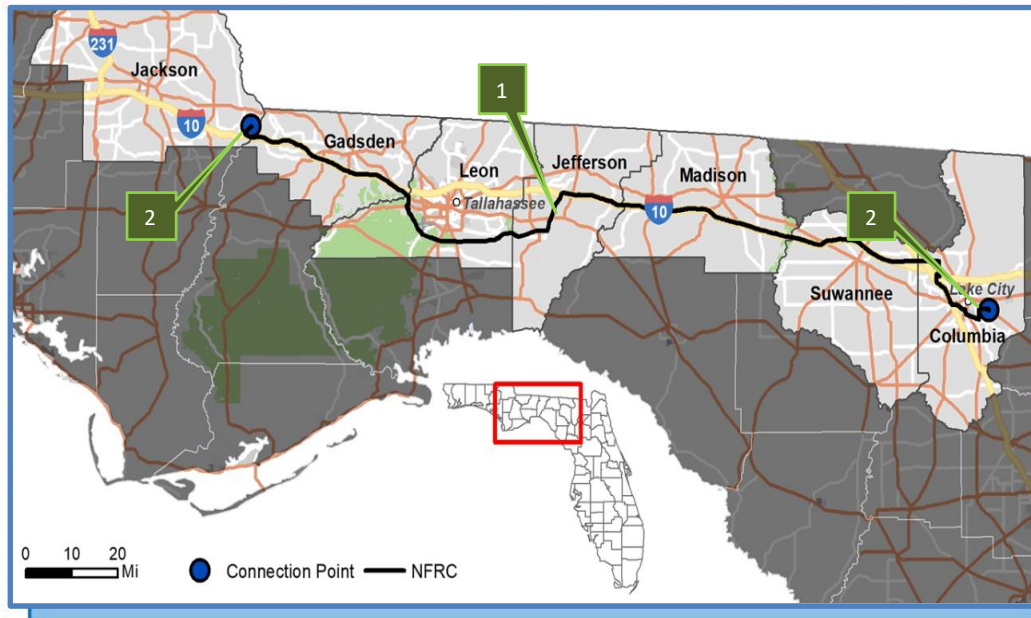 231
Jackson
10
2
Gadsden
Leon
Tallahassee
1
Jefferson
Madison
10
2
Suwannee
Lake City
Columbia
0 10 20
Mi
Connection Point
NFRC